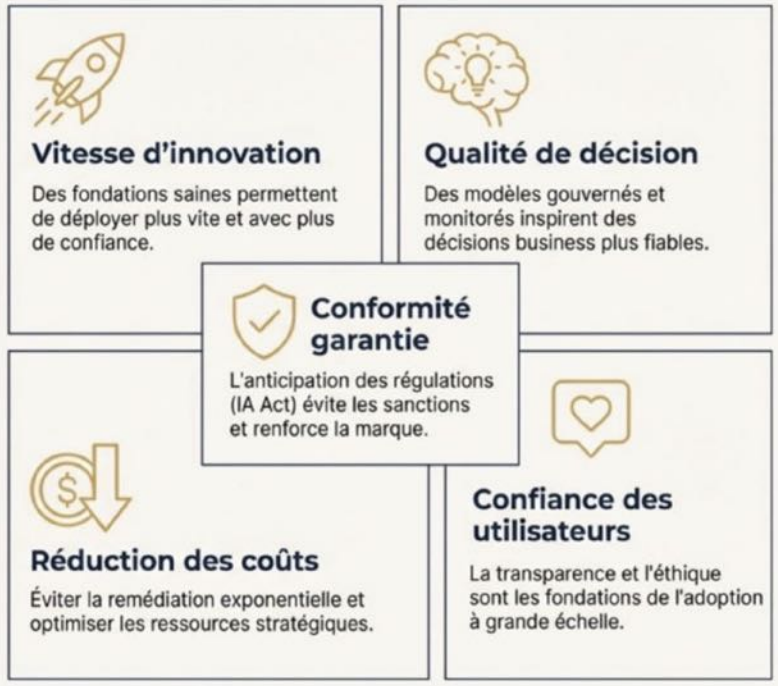 Vitesse d'innovation
Des fondations saines permettent
de déployer plus vite et avec plus
de confiance.
Qualité de décision
Des modèles gouvernés et
monitorés inspirent des
décisions business plus fiables.
Conformité
garantie
L'anticipation des régulations
(IA Act) évite les sanctions
et renforce la marque.
$
Réduction des coûts
Éviter la remédiation exponentielle et
optimiser les ressources stratégiques.
Confiance des
utilisateurs
La transparence et l'éthique
sont les fondations de l'adoption
à grande échelle.